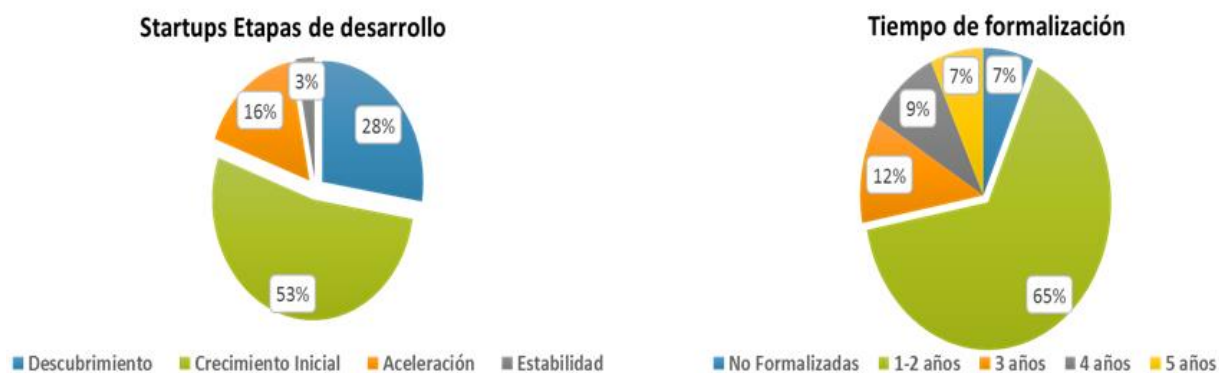 Startups Etapas de desarrollo
3%
16%
28%
53%
Descubrimiento Crecimiento Inicial Aceleración Estabilidad
Tiempo de formalización
7% 7%
9%
12%
65%
No Formalizadas 1-2 años 3 años 4 años 5 años